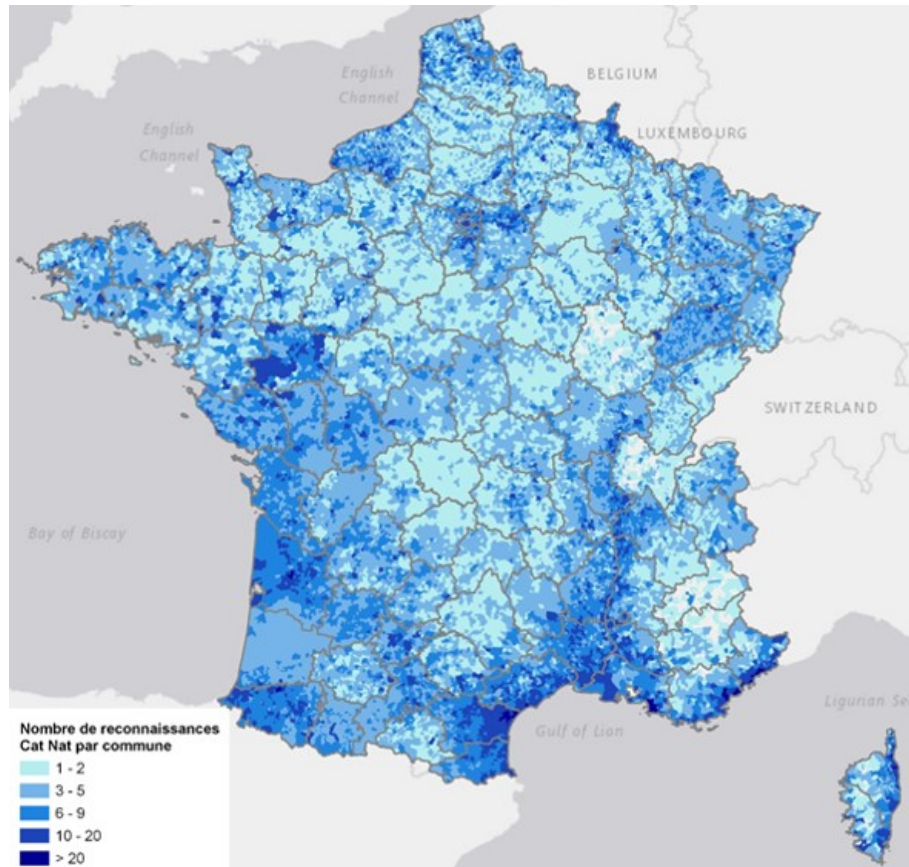 BELGIUM
English
Channel
LUXEMBOURG
English
Channel
SWITZERLAND
Bay of Biscay
Ligurian Se
Gulf of Lion
Nombre de reconnaissances
Cat Nat par commune
1 - 2
3 - 5
6 - 9
10 - 20
> 20